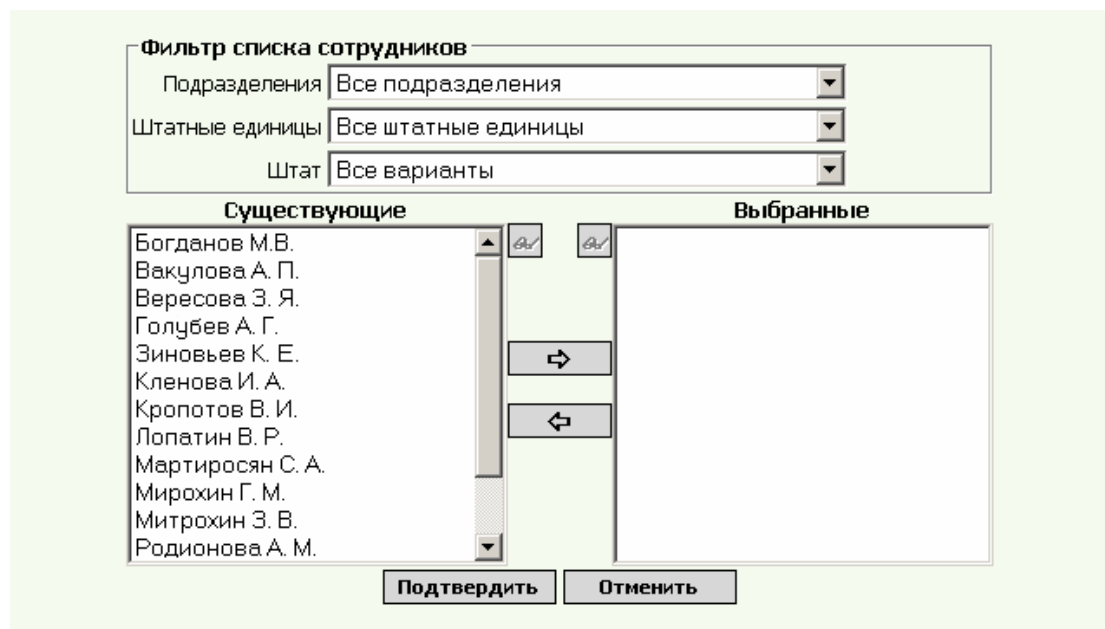 Фильтр списка сотрудников
Подразделения Все подразделения
Штатные единицы Все штатные единицы
Штат Все варианты
Существующие Выбранные
Богданов М.В.
Вакулова А. П.
Вересова З. Я.
Голубев А. Г.
Зиновьев К. Е.
Кленова И. А.
Кропотов В. И.
Лопатин В. Р.
Мартиросян С. А.
Мирохин Г. М.
Митрохин З. В.
Родионова А. М.
Подтвердить Отменить